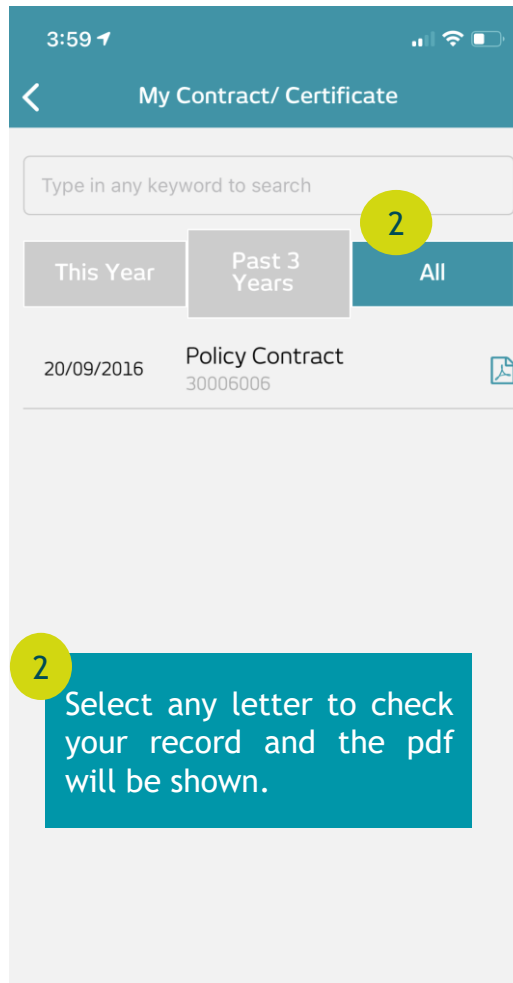 3:59
My Contract/ Certificate
Type in any keyword to search
2
This Year
Past 3
Years
All
20/09/2016
Policy Contract
30006006
2
Select any letter to check
your record and the pdf
will be shown.